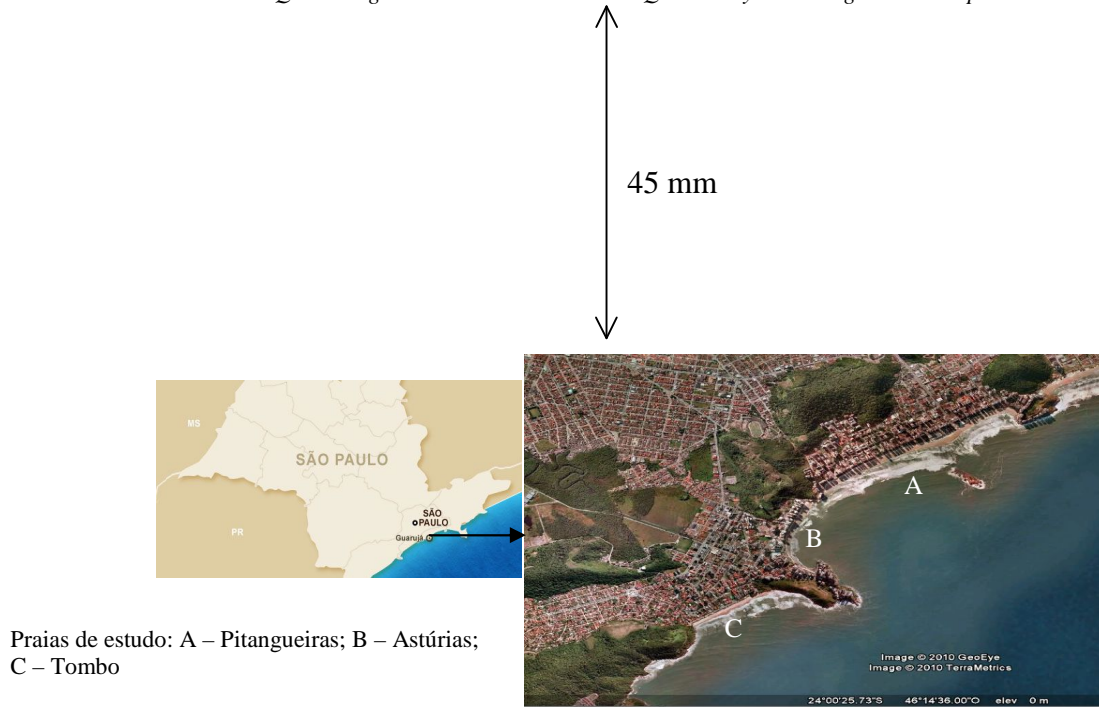 45 mm
MS
SÃO PAULO
PR
SÃO
PAULO
Guarujá
A
B
C
Praias de estudo: A – Pitangueiras; B – Astúrias;
C – Tombo
Image © 2010 GeoEye
Image © 2010 TerraMetrics
24°00'25.73"S 46°14'36.00"O elev 0 m